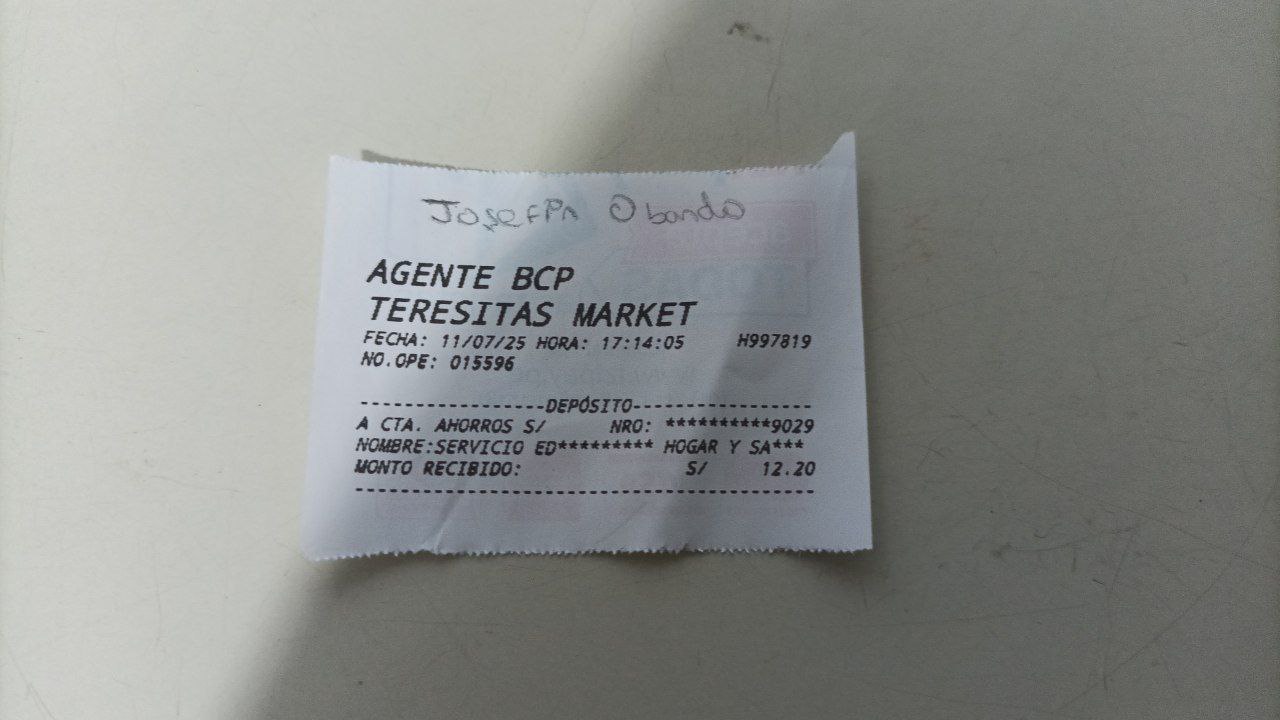 Josefin Obando
AGENTE BCP
TERESITAS MARKET
FECHA: 11/07/25 HORA: 17:14:05 H997819
NO.OPE: 015596
-----------------DEPÓSITO-----------------
A CTA. AHORROS S/ NRO: **********9029
NOMBRE:SERVICIO ED********* HOGAR Y SA***
MONTO RECIBIDO: S/ 12.20